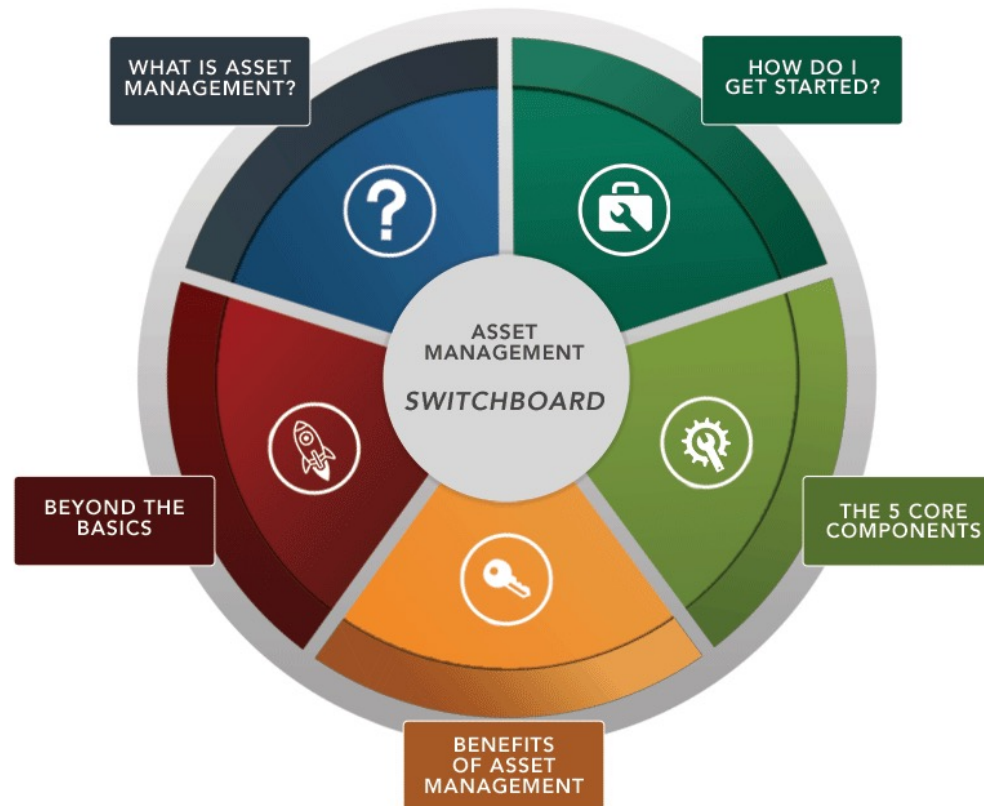 WHAT IS ASSET
MANAGEMENT?
HOW DO I
GET STARTED?
ASSET
MANAGEMENT
SWITCHBOARD
BEYOND THE
BASICS
THE 5 CORE
COMPONENTS
BENEFITS
OF ASSET
MANAGEMENT